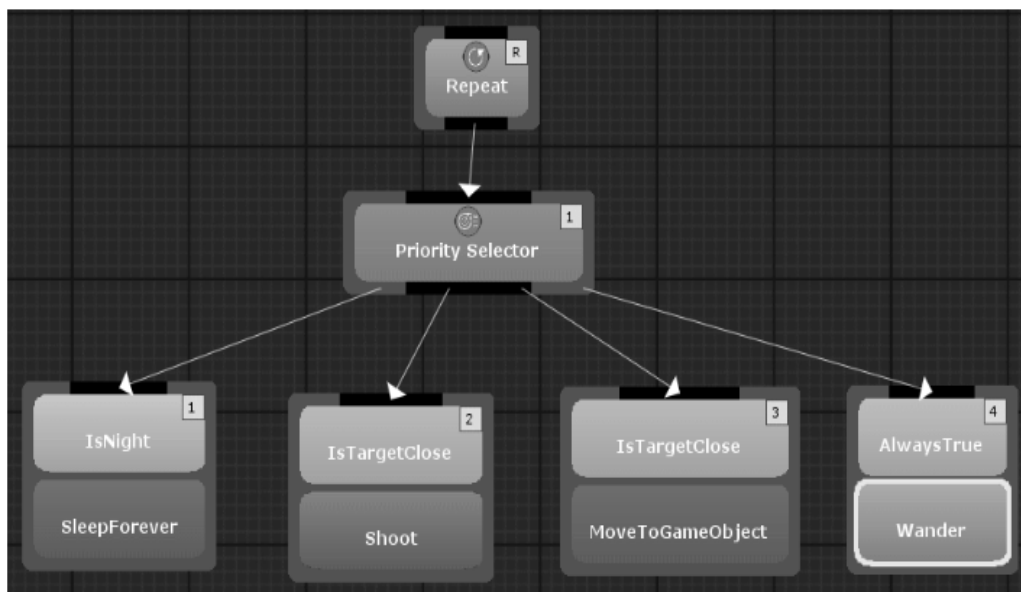 R
Repeat
1
Priority Selector
1
IsNight
SleepForever
2
IsTargetClose
Shoot
3
IsTargetClose
MoveToGameObject
4
AlwaysTrue
Wander